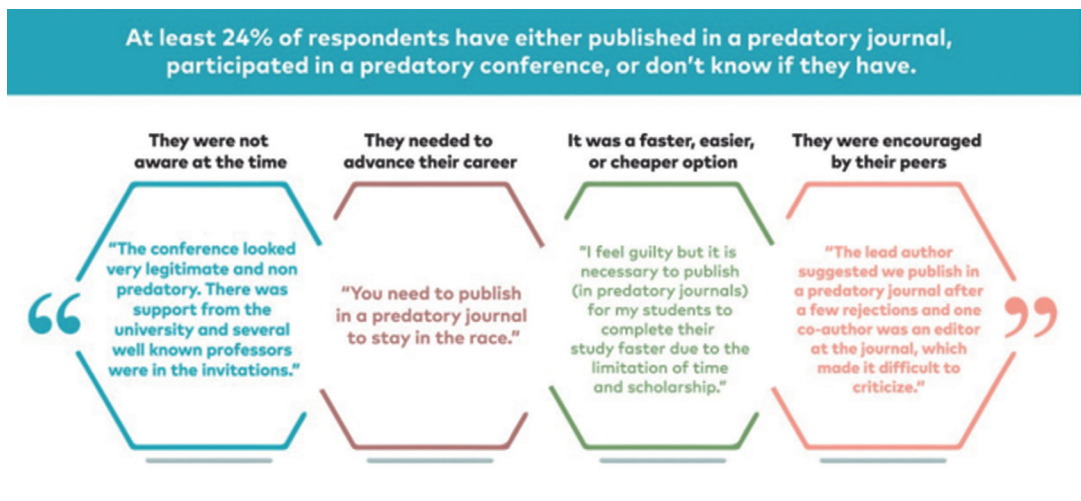 At least 24% of respondents have either published in a predatory journal,
participated in a predatory conference, or don't know if they have.
They were not
aware at the time
"The conference looked
very legitimate and non
predatory. There was
support from the
university and several
well known professors
were in the invitations."
They needed to
advance their career
"You need to publish
in a predatory journal
to stay in the race."
It was a faster, easier,
or cheaper option
"I feel guilty but it is
necessary to publish
(in predatory journals)
for my students to
complete their
study faster due to the
limitation of time
and scholarship."
They were encouraged
by their peers
"The lead author
suggested we publish in
a predatory journal after
a few rejections and one
co-author was an editor
at the journal, which
made it difficult to
criticize."